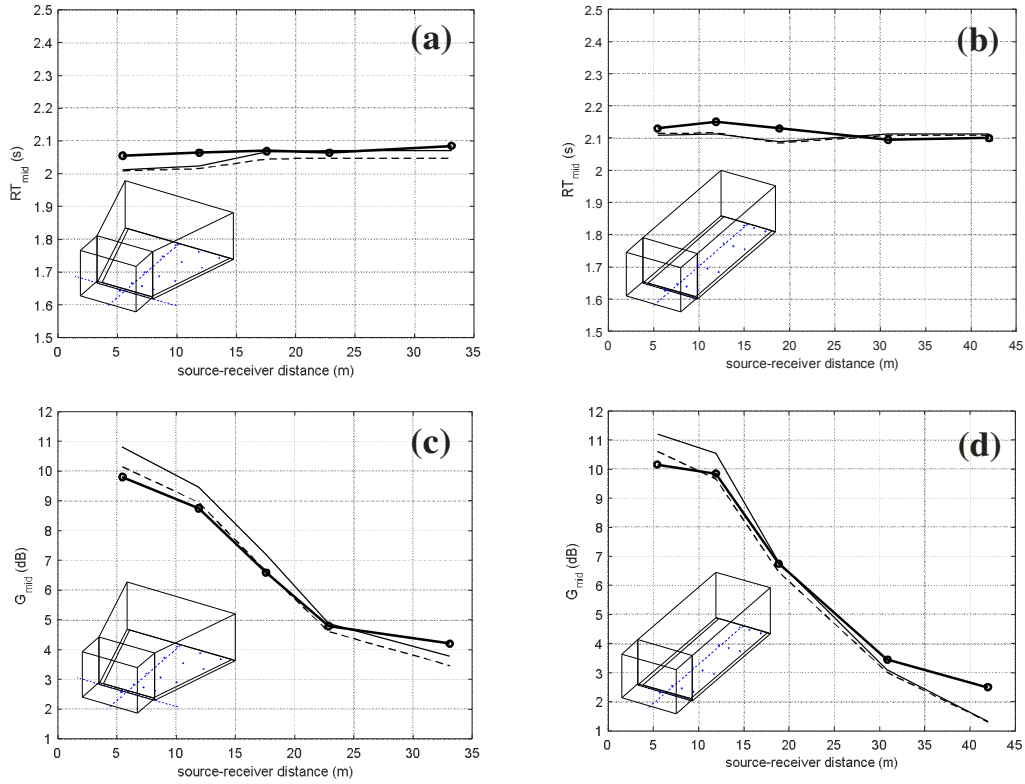 (a)
2.5
2.4
2.3
2.2
2.1
2
1.9
1.8
1.7
1.6
1.5
RTmid (s)
0 5 10 15 20 25 30 35
source-receiver distance (m)
(b)
2.5
2.4
2.3
2.2
2.1
2
1.9
1.8
1.7
1.6
1.5
RTmid (s)
0 5 10 15 20 25 30 35 40 45
source-receiver distance (m)
(c)
12
11
10
9
8
7
6
5
4
3
2
1
Gmid (dB)
0 5 10 15 20 25 30 35
source-receiver distance (m)
(d)
12
11
10
9
8
7
6
5
4
3
2
1
Gmid (dB)
0 5 10 15 20 25 30 35 40 45
source-receiver distance (m)